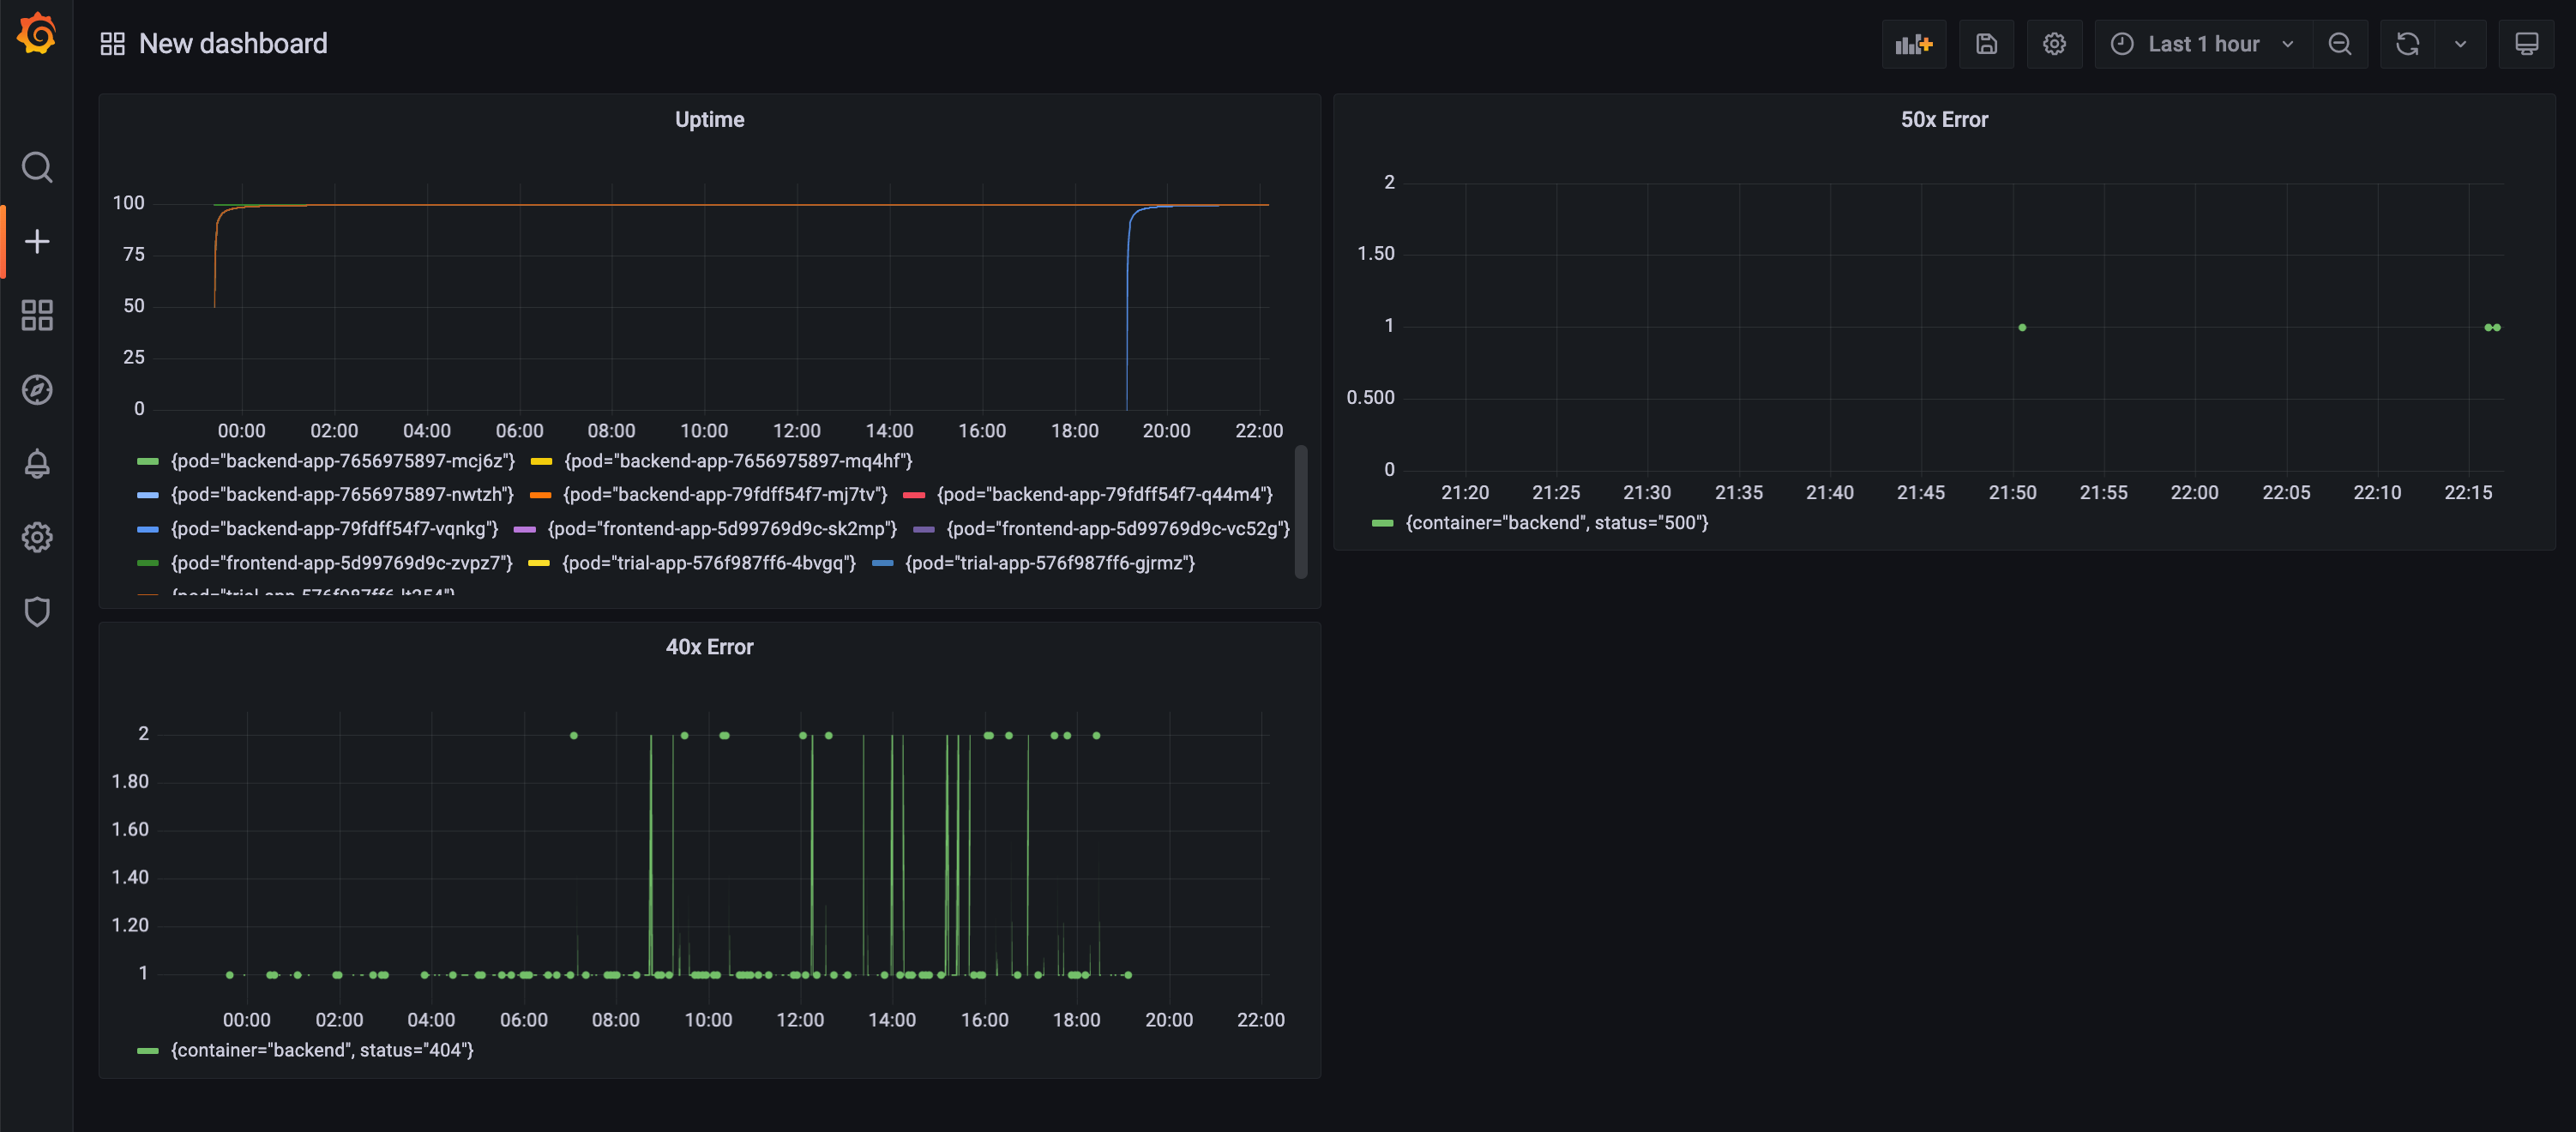 New dashboard
Last 1 hour
Uptime
100
75
50
25
0
00:00 02:00 04:00 06:00 08:00 10:00 12:00 14:00 16:00 18:00 20:00 22:00
{pod="backend-app-7656975897-mcj6z"} {pod="backend-app-7656975897-mq4hf"}
{pod="backend-app-7656975897-nwtzh"} {pod="backend-app-79fdff54f7-mj7tv"} {pod="backend-app-79fdff54f7-q44m4"}
{pod="backend-app-79fdff54f7-vqnkg"} {pod="frontend-app-5d99769d9c-sk2mp"} {pod="frontend-app-5d99769d9c-vc52g"}
{pod="frontend-app-5d99769d9c-zvpz7"} {pod="trial-app-576f987ff6-4bvgq"} {pod="trial-app-576f987ff6-gjrmz"}
50x Error
2
1.50
1
0.500
0
21:20 21:25 21:30 21:35 21:40 21:45 21:50 21:55 22:00 22:05 22:10 22:15
{container="backend", status="500"}
40x Error
2
1.80
1.60
1.40
1.20
1
00:00 02:00 04:00 06:00 08:00 10:00 12:00 14:00 16:00 18:00 20:00 22:00
{container="backend", status="404"}